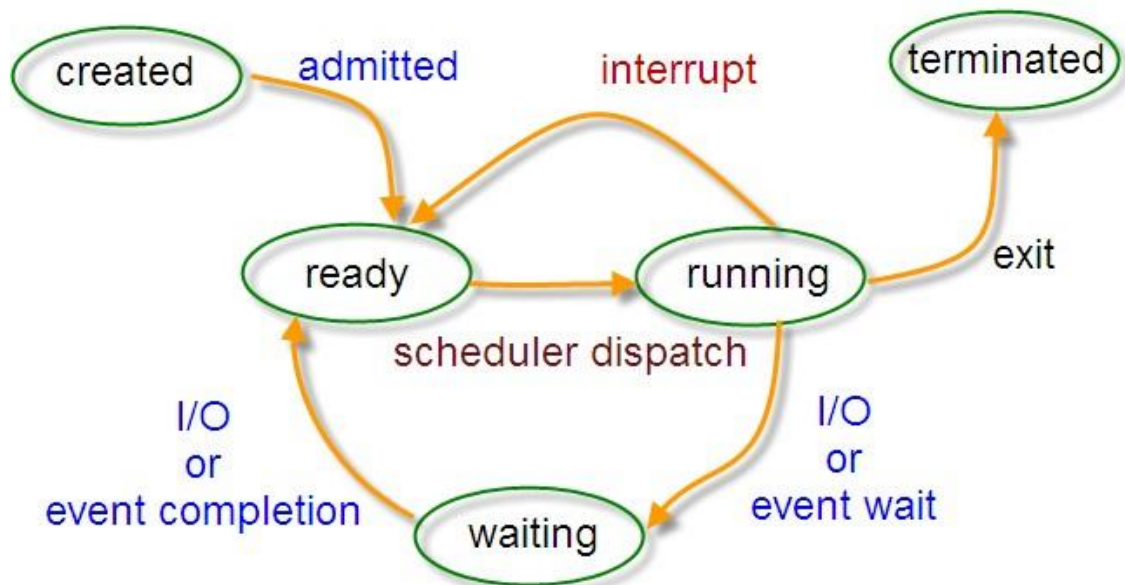 created
admitted
interrupt
terminated
ready
running
exit
scheduler dispatch
I/O
or
event completion
I/O
or
event wait
waiting